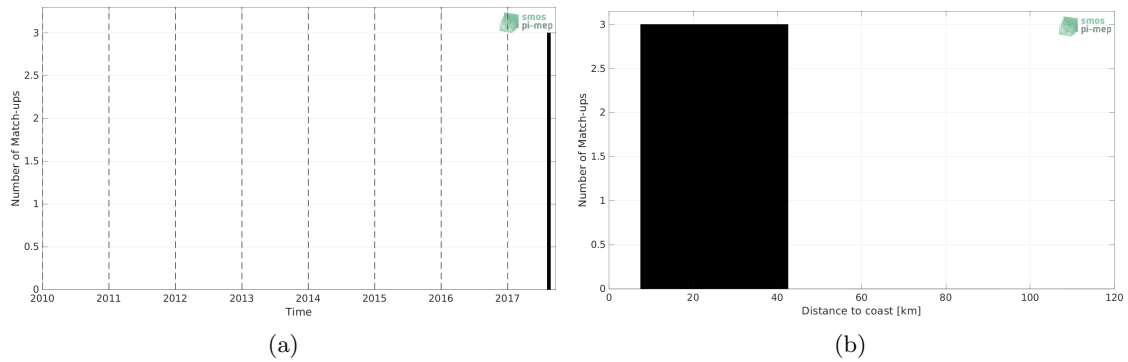 smos
pi-mep
Number of Match-ups
3
2.5
2
1.5
1
0.5
0
2010 2011 2012 2013 2014 2015 2016 2017
Time
(a)
smos
pi-mep
Number of Match-ups
3
2.5
2
1.5
1
0.5
0
0 20 40 60 80 100 120
Distance to coast [km]
(b)